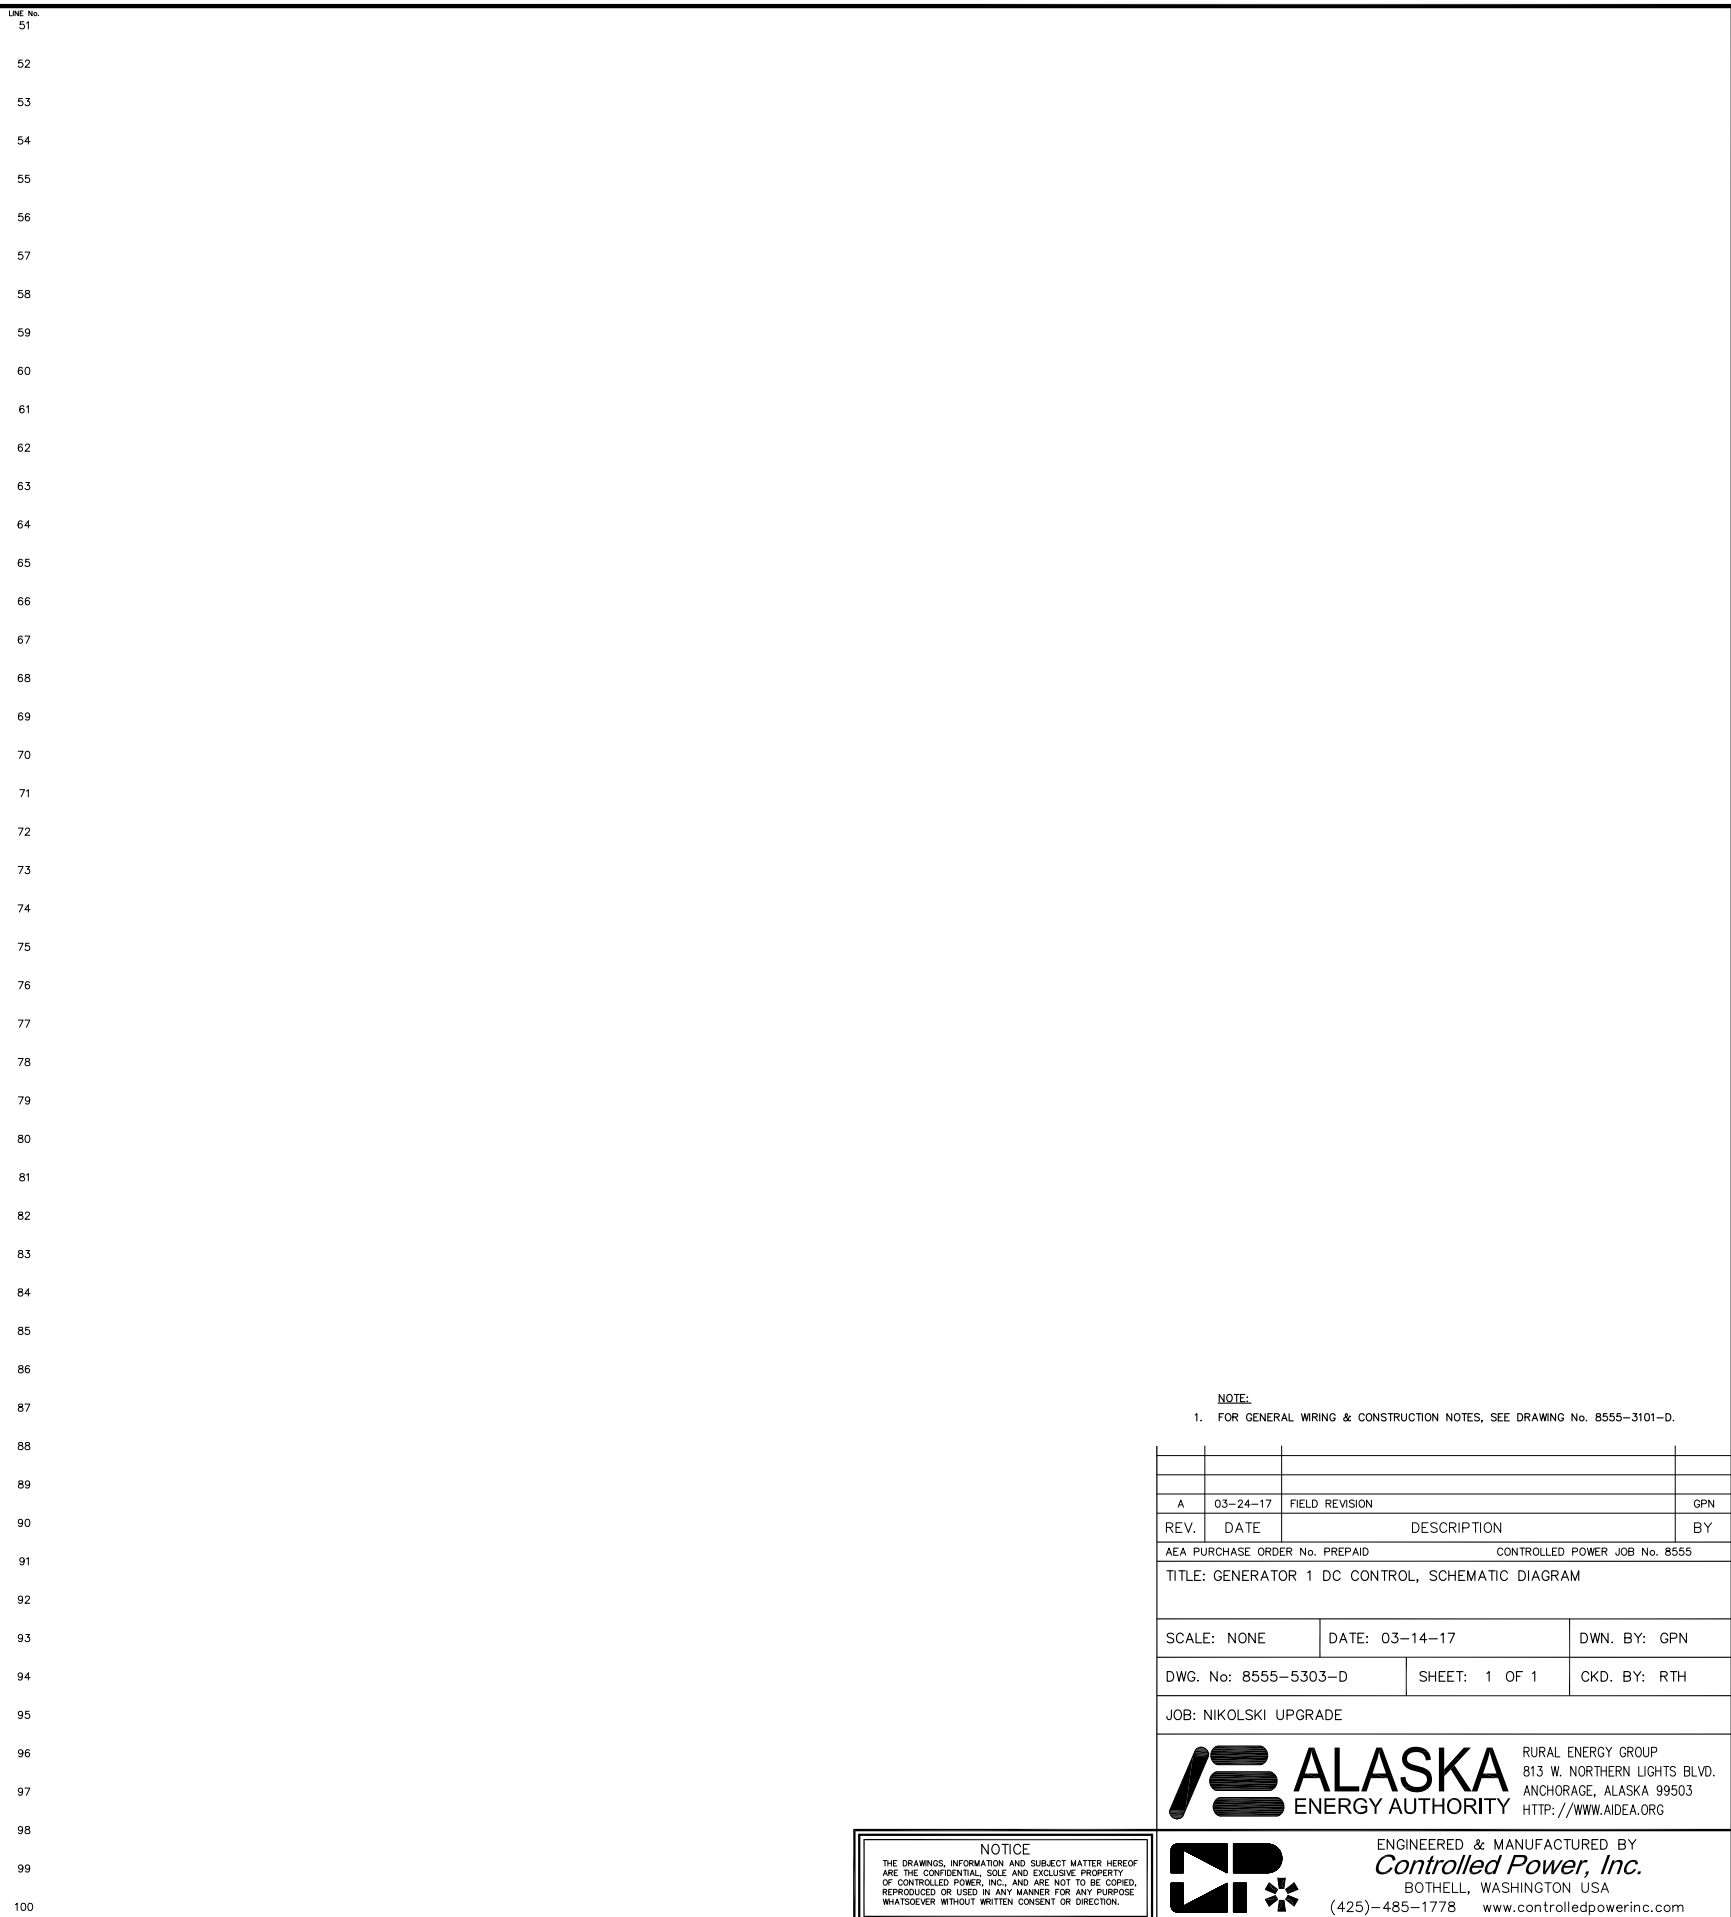 LINE No.
51
52
53
54
55
56
57
58
59
60
61
62
63
64
65
66
67
68
69
70
71
72
73
74
75
76
77
78
79
80
81
82
83
84
85
86
87
88
89
90
91
92
93
94
95
96
97
98
99
100
NOTE:
1. FOR GENERAL WIRING & CONSTRUCTION NOTES, SEE DRAWING No. 8555-3101-D.
A 03-24-17 FIELD REVISION GPN
REV. DATE DESCRIPTION BY
AEA PURCHASE ORDER No. PREPAID CONTROLLED POWER JOB No. 8555
TITLE: GENERATOR 1 DC CONTROL, SCHEMATIC DIAGRAM
SCALE: NONE DATE: 03-14-17 DWN. BY: GPN
DWG. No: 8555-5303-D SHEET: 1 OF 1 CKD. BY: RTH
JOB: NIKOLSKI UPGRADE
ALASKA
ENERGY AUTHORITY
RURAL ENERGY GROUP
813 W. NORTHERN LIGHTS BLVD.
ANCHORAGE, ALASKA 99503
HTTP://WWW.AIDEA.ORG
NOTICE
THE DRAWINGS, INFORMATION AND SUBJECT MATTER HEREOF
ARE THE CONFIDENTIAL, SOLE AND EXCLUSIVE PROPERTY
OF CONTROLLED POWER, INC., AND ARE NOT TO BE COPIED,
REPRODUCED OR USED IN ANY MANNER FOR ANY PURPOSE
WHATSOEVER WITHOUT WRITTEN CONSENT OR DIRECTION.
ENGINEERED & MANUFACTURED BY
Controlled Power, Inc.
BOTHELL, WASHINGTON USA
(425)-485-1778 www.controlledpowerinc.com